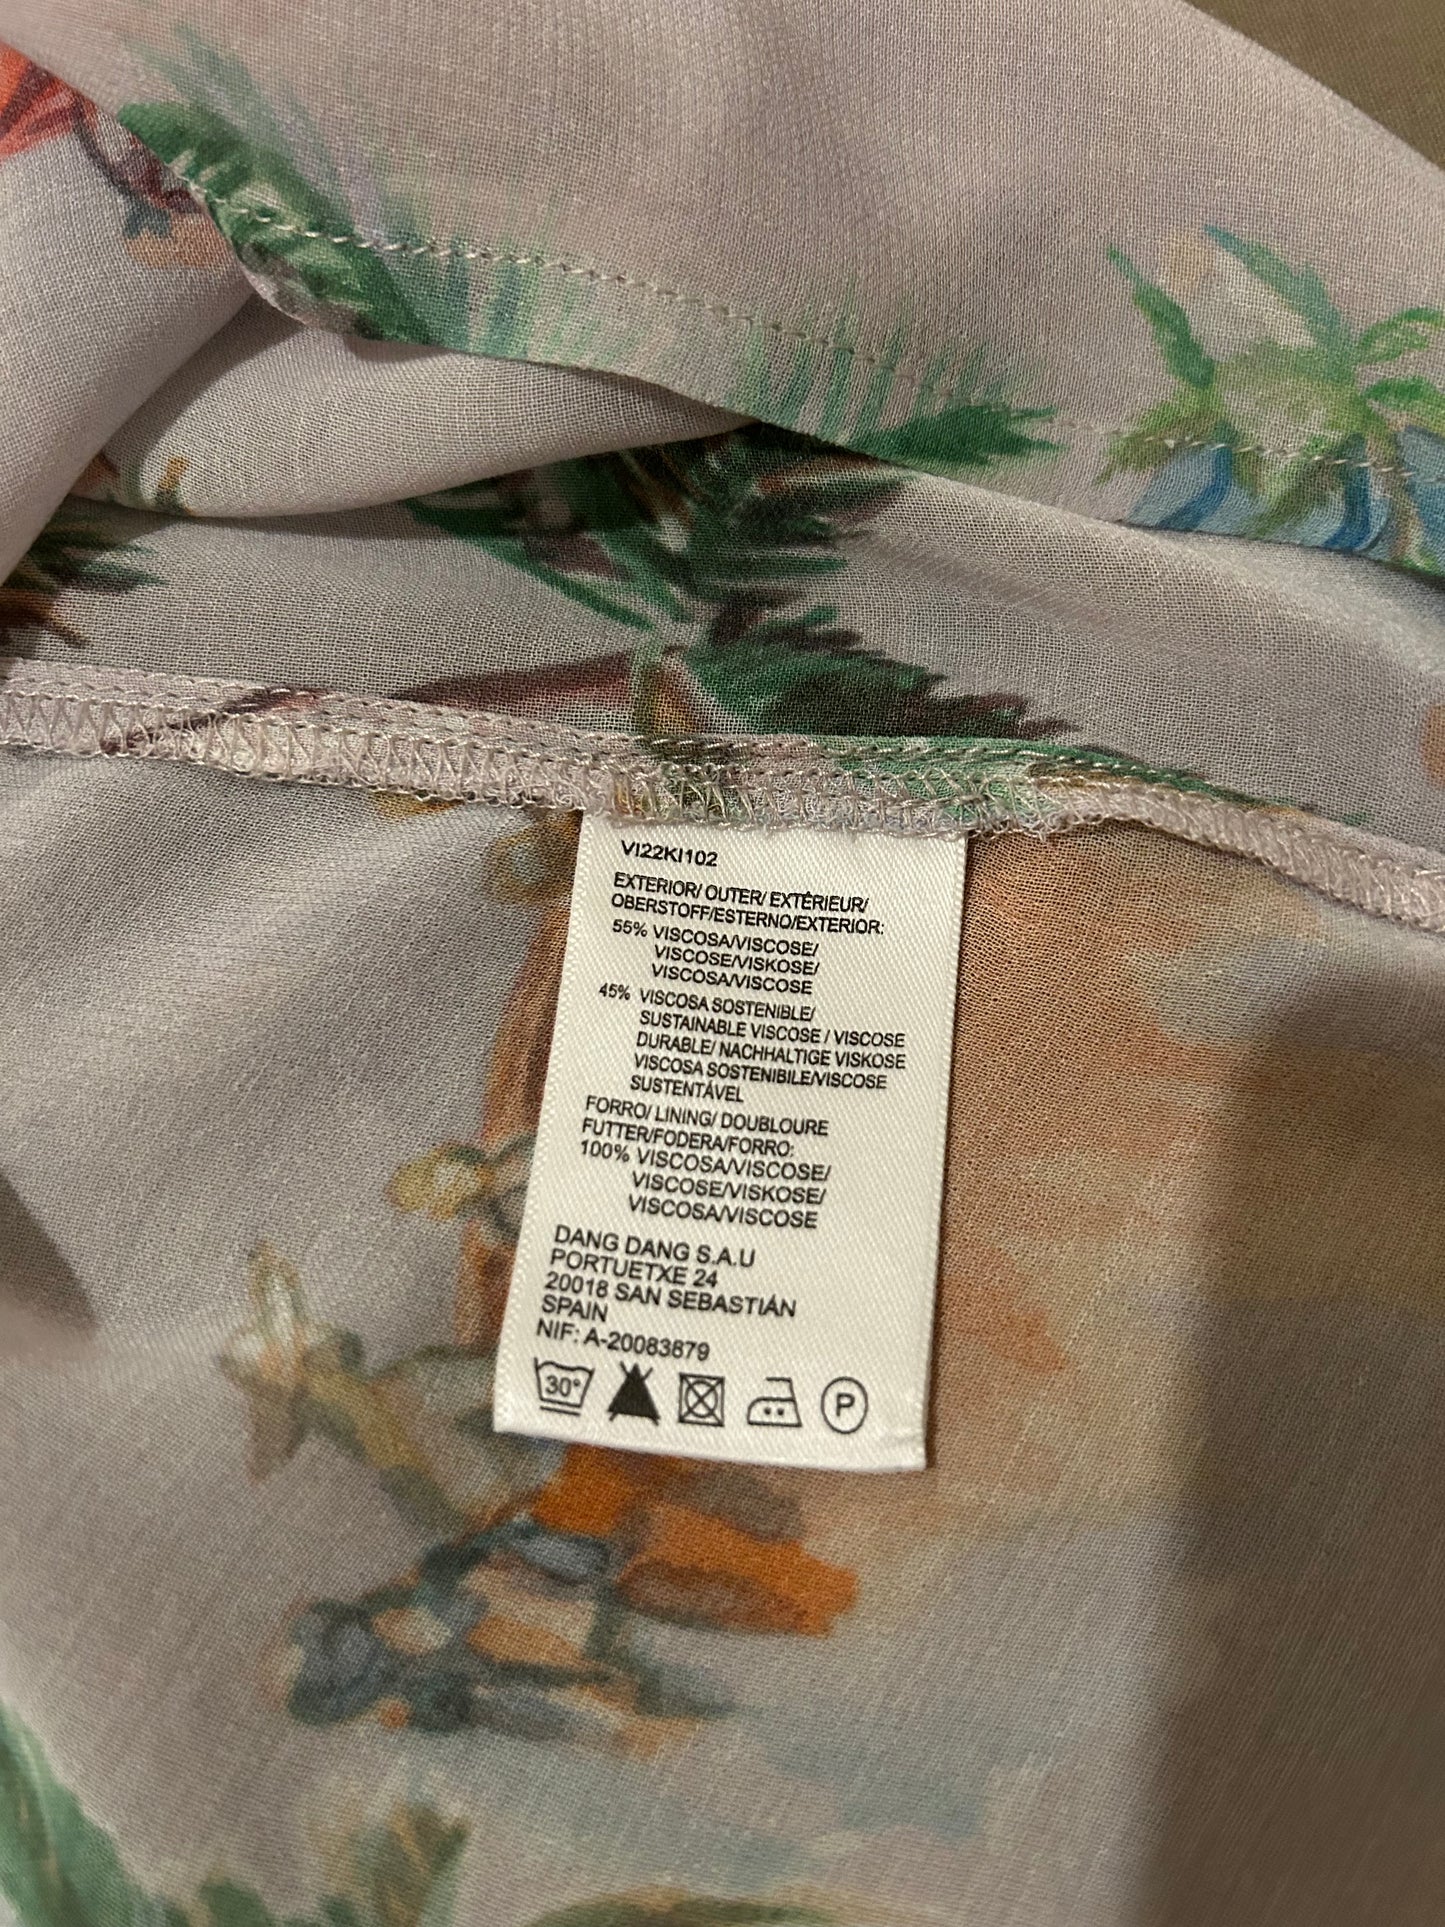 VI22KI102
EXTERIOR/ OUTER/ EXTÉRIEUR/
OBERSTOFF/ESTERNO/EXTERIOR:
55% VISCOSA/VISCOSE/
VISCOSE/VISKOSE/
VISCOSA/VISCOSE
45% VISCOSA SOSTENIBLE/
SUSTAINABLE VISCOSE / VISCOSE
DURABLE/ NACHHALTIGE VISKOSE
VISCOSA SOSTENIBILE/VISCOSE
SUSTENTÁVEL
FORRO/ LINING/ DOUBLOURE
FUTTER/FODERA/FORRO:
100% VISCOSA/VISCOSE/
VISCOSE/VISKOSE/
VISCOSA/VISCOSE
DANG DANG S.A.U
PORTUETXE 24
20018 SAN SEBASTIÁN
SPAIN
NIF: A-20083879
30° P